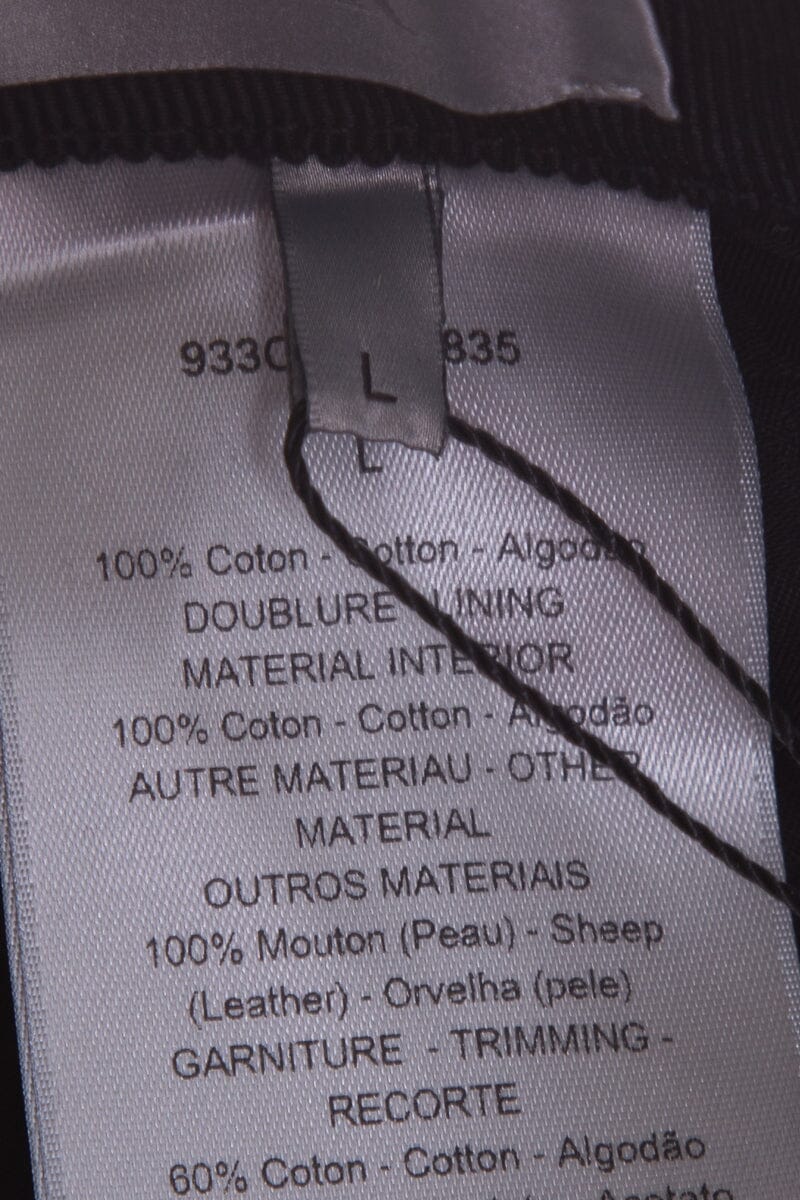 933C 835
L
L
100% Coton - Cotton - Algodão
DOUBLURE LINING
MATERIAL INTERIOR
100% Coton - Cotton - Algodão
AUTRE MATERIAU - OTHER
MATERIAL
OUTROS MATERIAIS
100% Mouton (Peau) - Sheep
(Leather) - Orvelha (pele)
GARNITURE - TRIMMING -
RECORTE
60% Coton - Cotton - Algodão